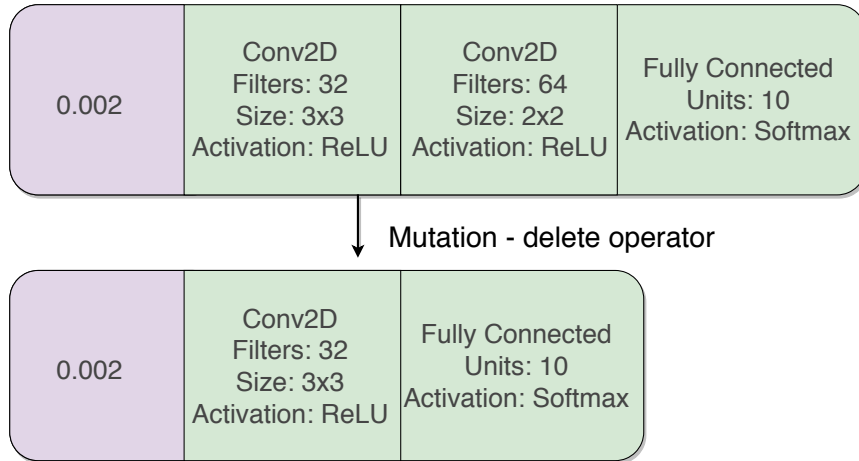 0.002
Conv2D
Filters: 32
Size: 3x3
Activation: ReLU
Conv2D
Filters: 64
Size: 2x2
Activation: ReLU
Fully Connected
Units: 10
Activation: Softmax
Mutation - delete operator
0.002
Conv2D
Filters: 32
Size: 3x3
Activation: ReLU
Fully Connected
Units: 10
Activation: Softmax